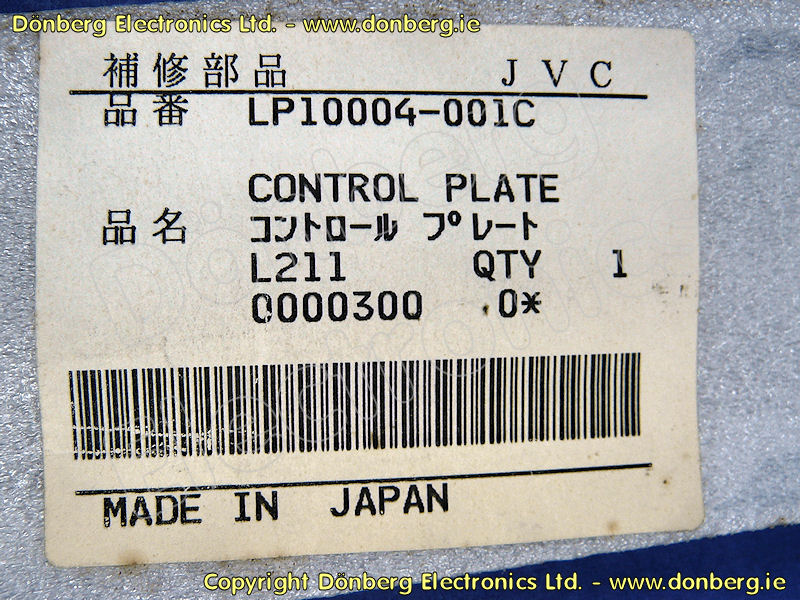 Dönberg Electronics Ltd. - www.donberg.ie
補修部品 JVC
品番 LP10004-001C
CONTROL PLATE
品名 コントロール プレート
L211 QTY 1
0000300 0*
MADE IN JAPAN
Copyright Dönberg Electronics Ltd. - www.donberg.ie